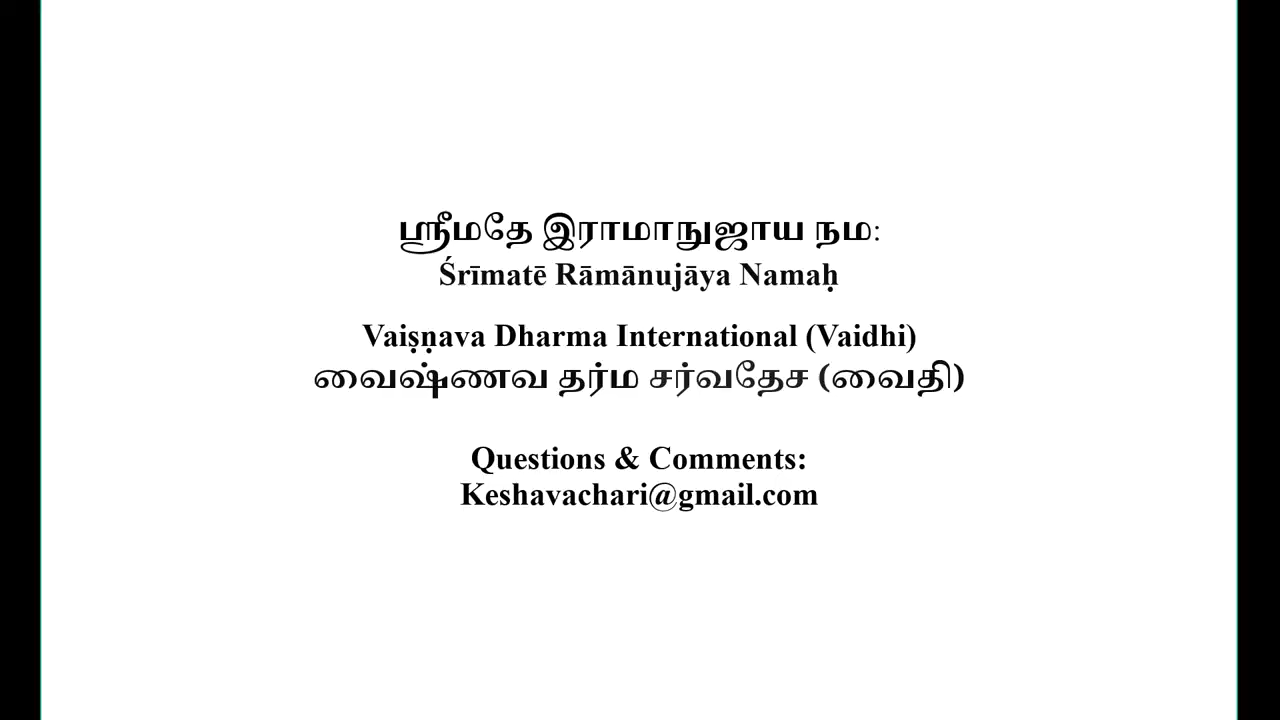 ஸ்ரீமதே இராமாநுஜாய நம:
Śrīmatē Rāmānujāya Namaḥ
Vaiṣṇava Dharma International (Vaidhi)
வைஷ்ணவ தர்ம சர்வதேச (வைதி)
Questions & Comments:
Keshavachari@gmail.com